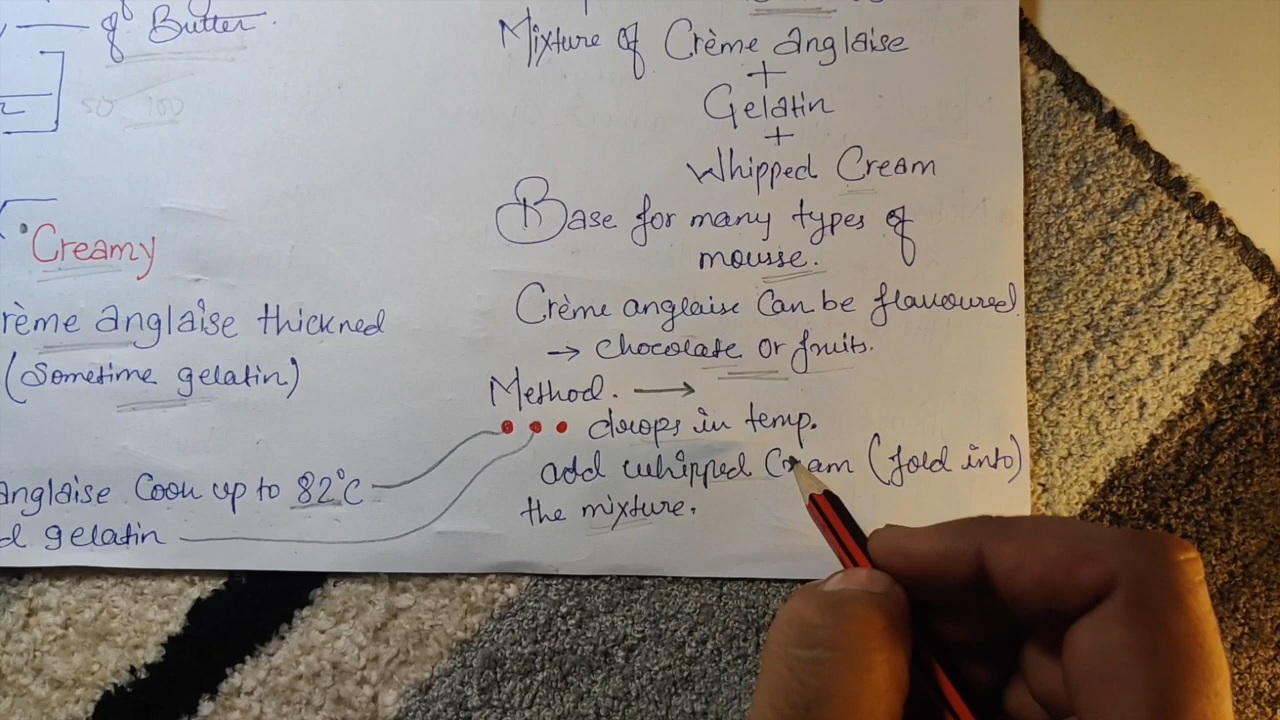 of Butter.
50 100
Creamy
rème anglaise thickned
(Sometime gelatin)
anglaise Cook up to 82°C
d gelatin
Mixture of Crème anglaise
+
Gelatin
+
Whipped Cream
Base for many types of
mousse.
Crème anglaise Can be flavoured.
→ chocolate or fruits.
Method. →
drops in temp.
add whipped Cream (fold into)
the mixture.